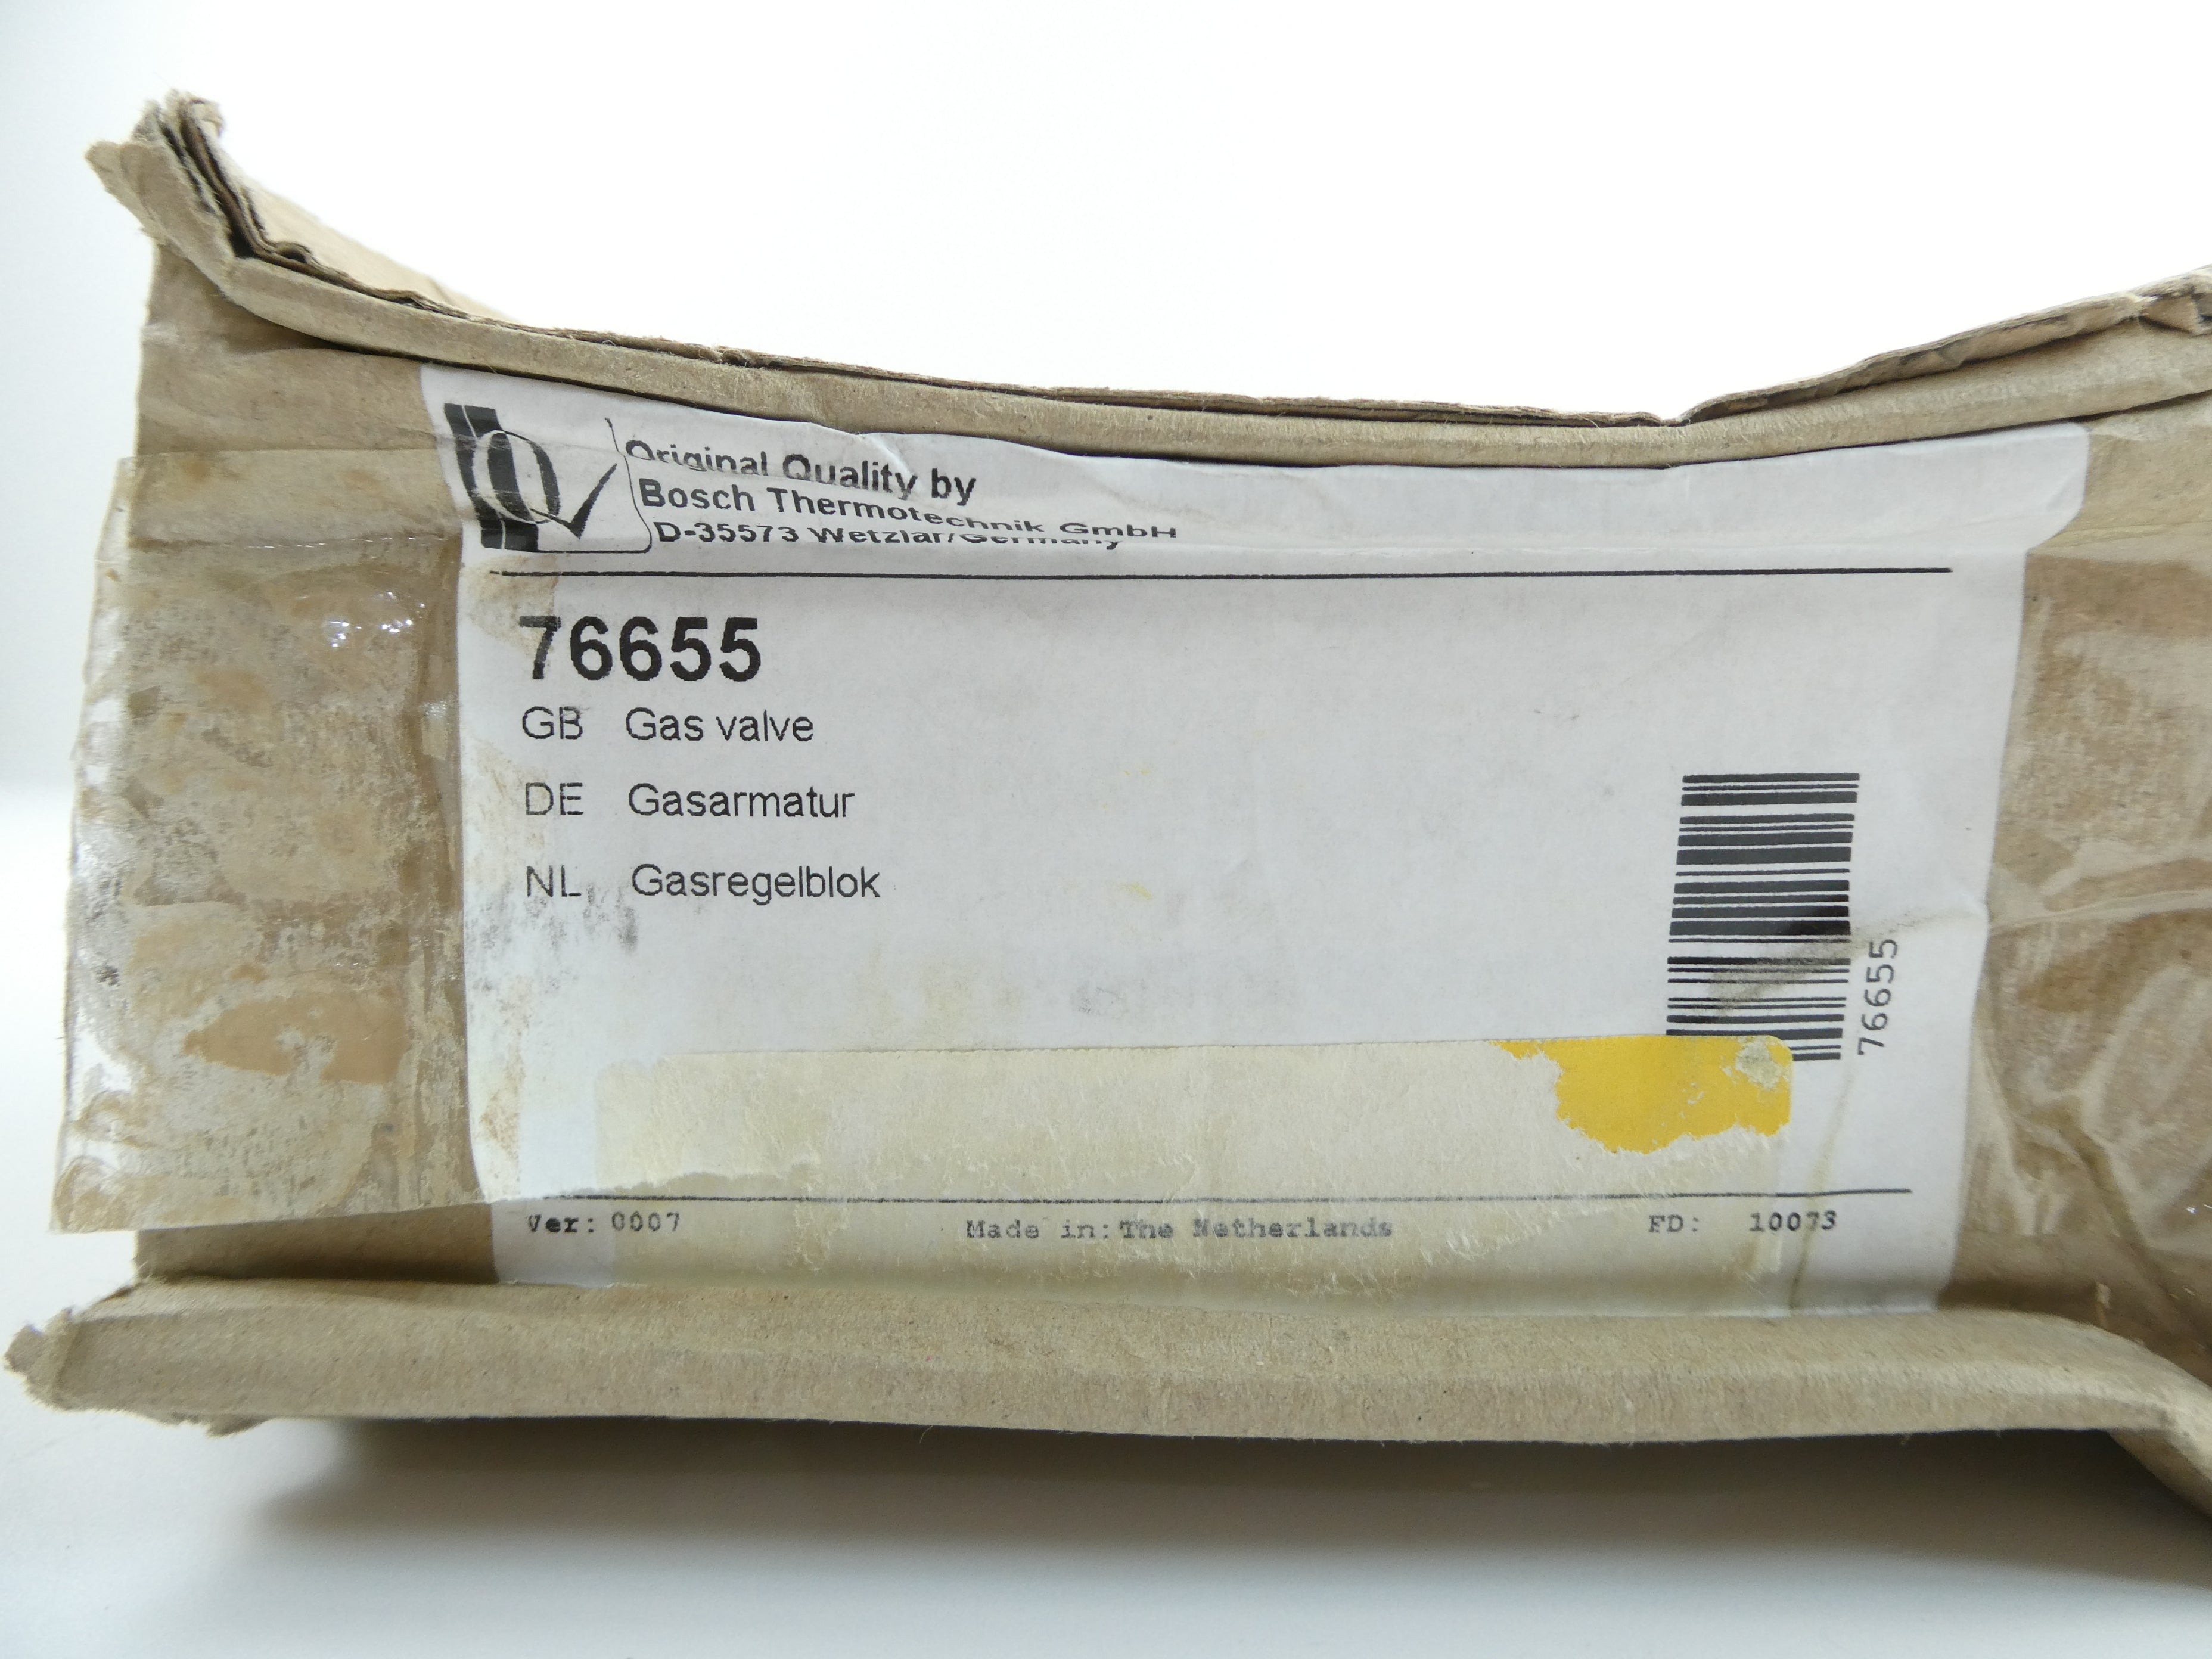 Q
Original Quality by
Bosch Thermotechnik GmbH
D-35573 Wetzlar/Germany
76655
GB Gas valve
DE Gasarmatur
NL Gasregelblok
76655
Ver: 0007 Made in: The Netherlands FD: 10073